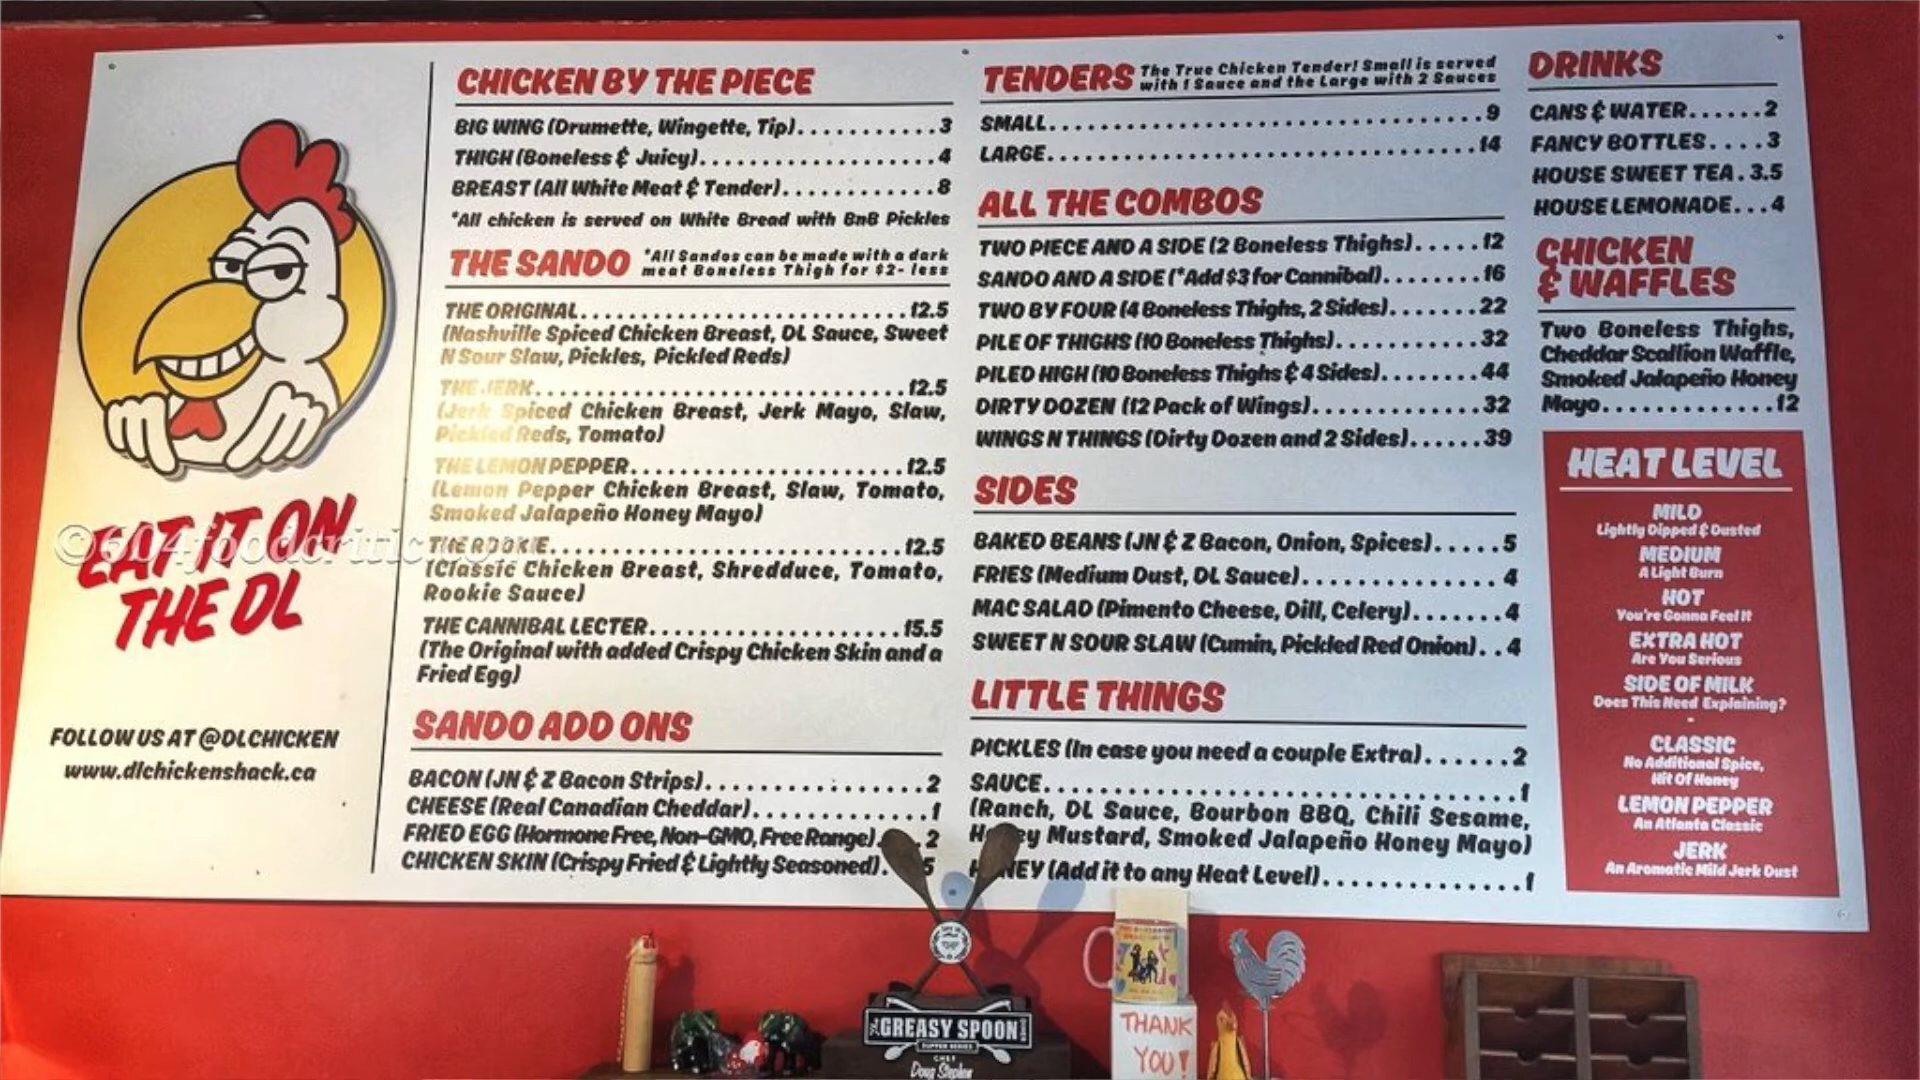 EAT IT ON
THE DL
FOLLOW US AT @DLCHICKEN
www.dlchickenshack.ca
©604foodcritic
CHICKEN BY THE PIECE
BIG WING (Drumette, Wingette, Tip)...........3
THIGH (Boneless & Juicy)...................4
BREAST (All White Meat & Tender)............8
*All chicken is served on White Bread with BnB Pickles
THE SANDO *All Sandos can be made with a dark
meat Boneless Thigh for $2- less
THE ORIGINAL..........................12.5
(Nashville Spiced Chicken Breast, DL Sauce, Sweet
N Sour Slaw, Pickles, Pickled Reds)
THE JERK..............................12.5
(Jerk Spiced Chicken Breast, Jerk Mayo, Slaw,
Pickled Reds, Tomato)
THE LEMON PEPPER......................12.5
(Lemon Pepper Chicken Breast, Slaw, Tomato,
Smoked Jalapeño Honey Mayo)
THE ROOKIE............................12.5
(Classic Chicken Breast, Shredduce, Tomato,
Rookie Sauce)
THE CANNIBAL LECTER....................15.5
(The Original with added Crispy Chicken Skin and a
Fried Egg)
SANDO ADD ONS
BACON (JN & Z Bacon Strips)..................2
CHEESE (Real Canadian Cheddar)..............1
FRIED EGG (Hormone Free, Non-GMO, Free Range)...2
CHICKEN SKIN (Crispy Fried & Lightly Seasoned). 5
TENDERS The True Chicken Tender! Small is served
with 1 Sauce and the Large with 2 Sauces
SMALL....................................9
LARGE...................................14
ALL THE COMBOS
TWO PIECE AND A SIDE (2 Boneless Thighs).....12
SANDO AND A SIDE (*Add $3 for Cannibal)........16
TWO BY FOUR (4 Boneless Thighs, 2 Sides).......22
PILE OF THIGHS (10 Boneless Thighs)...........32
PILED HIGH (10 Boneless Thighs & 4 Sides)........44
DIRTY DOZEN (12 Pack of Wings).............32
WINGS N THINGS (Dirty Dozen and 2 Sides)......39
SIDES
BAKED BEANS (JN & Z Bacon, Onion, Spices).....5
FRIES (Medium Dust, DL Sauce)...............4
MAC SALAD (Pimento Cheese, Dill, Celery).......4
SWEET N SOUR SLAW (Cumin, Pickled Red Onion)..4
LITTLE THINGS
PICKLES (In case you need a couple Extra)......2
SAUCE...................................1
(Ranch, DL Sauce, Bourbon BBQ, Chili Sesame,
Honey Mustard, Smoked Jalapeño Honey Mayo)
HONEY (Add it to any Heat Level)..............1
DRINKS
CANS & WATER......2
FANCY BOTTLES....3
HOUSE SWEET TEA.3.5
HOUSE LEMONADE...4
CHICKEN
& WAFFLES
Two Boneless Thighs,
Cheddar Scallion Waffle,
Smoked Jalapeño Honey
Mayo.............12
HEAT LEVEL
MILD
Lightly Dipped & Dusted
MEDIUM
A Light Burn
HOT
You're Gonna Feel It
EXTRA HOT
Are You Serious
SIDE OF MILK
Does This Need Explaining?
-
CLASSIC
No Additional Spice,
Hit Of Honey
LEMON PEPPER
An Atlanta Classic
JERK
An Aromatic Mild Jerk Dust
The GREASY SPOON
SUPPER SERIES
CHEF
Doug Stephen
THANK
YOU!